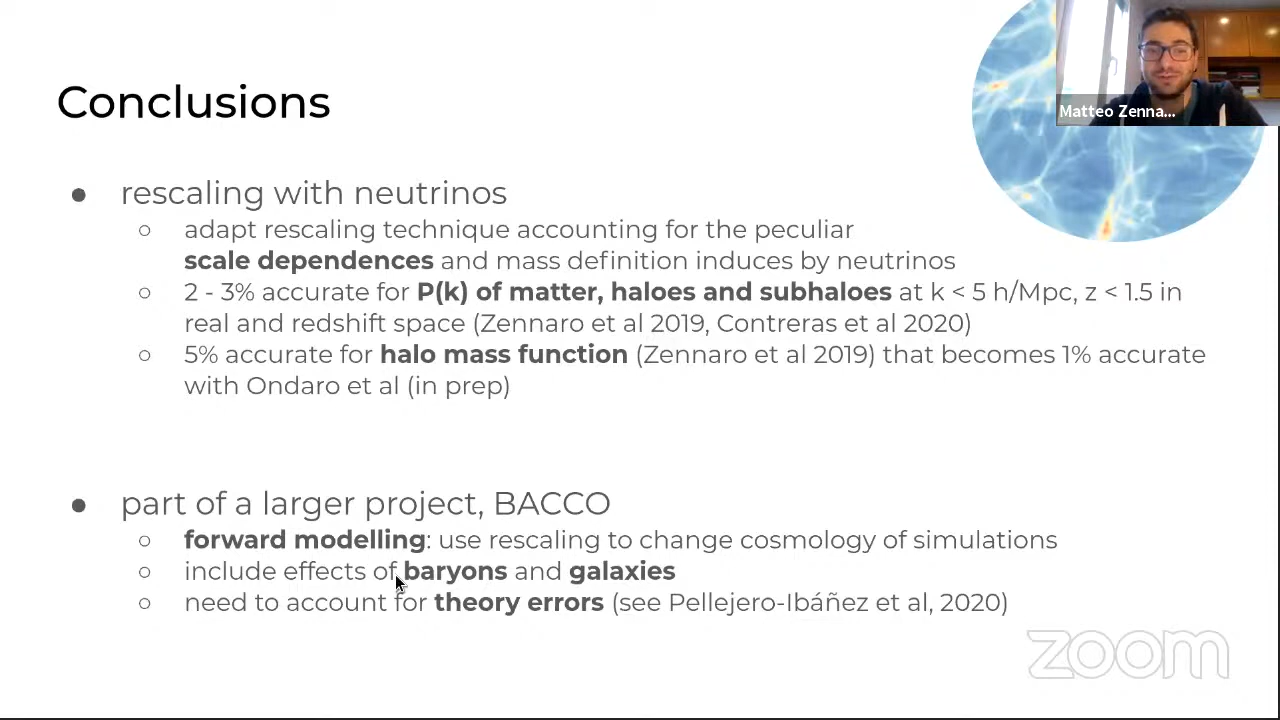 Conclusions
Matteo Zenna...
● rescaling with neutrinos
○ adapt rescaling technique accounting for the peculiar
scale dependences and mass definition induces by neutrinos
○ 2 - 3% accurate for P(k) of matter, haloes and subhaloes at k < 5 h/Mpc, z < 1.5 in
real and redshift space (Zennaro et al 2019, Contreras et al 2020)
○ 5% accurate for halo mass function (Zennaro et al 2019) that becomes 1% accurate
with Ondaro et al (in prep)
● part of a larger project, BACCO
○ forward modelling: use rescaling to change cosmology of simulations
○ include effects of baryons and galaxies
○ need to account for theory errors (see Pellejero-Ibáñez et al, 2020)
zoom